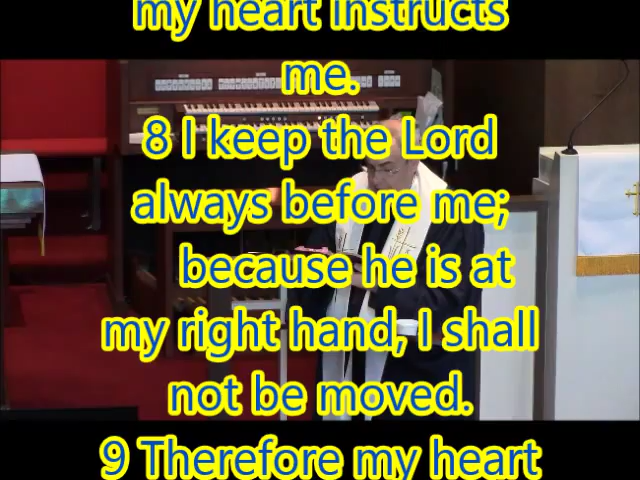 my heart instructs
me.
8 I keep the Lord
always before me;
because he is at
my right hand, I shall
not be moved.
9 Therefore my heart